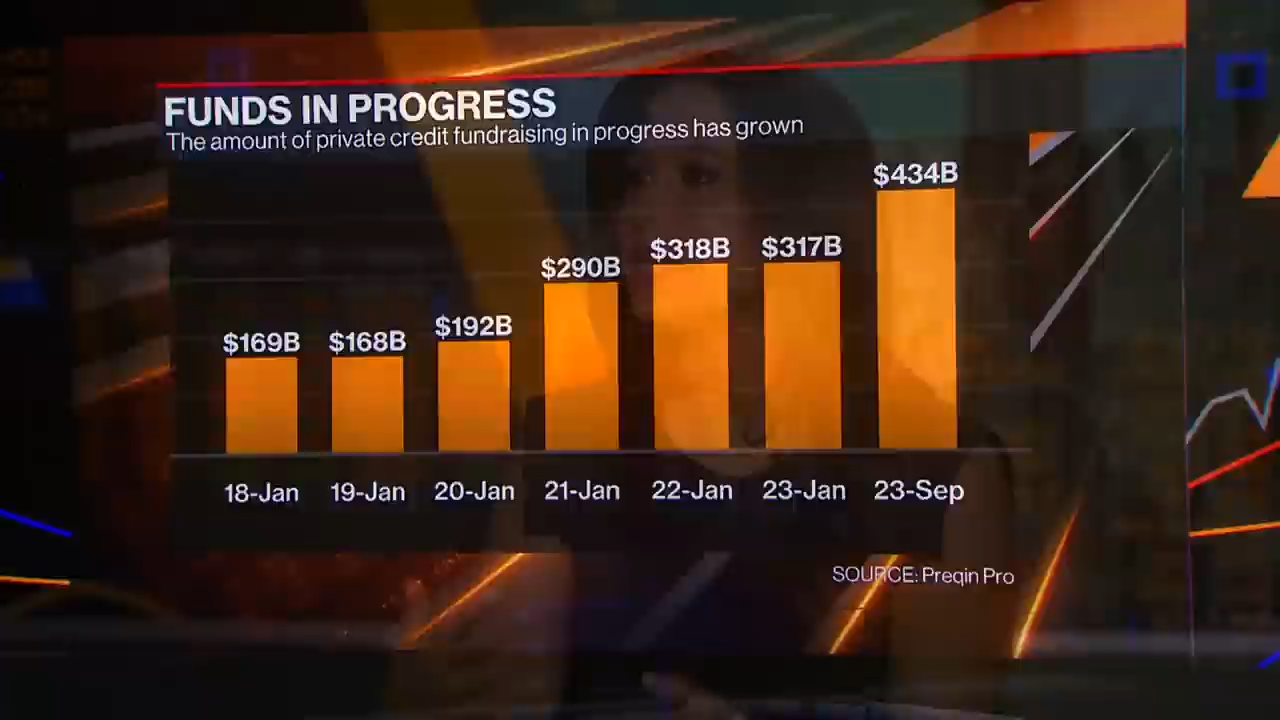 FUNDS IN PROGRESS
The amount of private credit fundraising in progress has grown
$169B $168B $192B $290B $318B $317B $434B
18-Jan 19-Jan 20-Jan 21-Jan 22-Jan 23-Jan 23-Sep
SOURCE: Preqin Pro